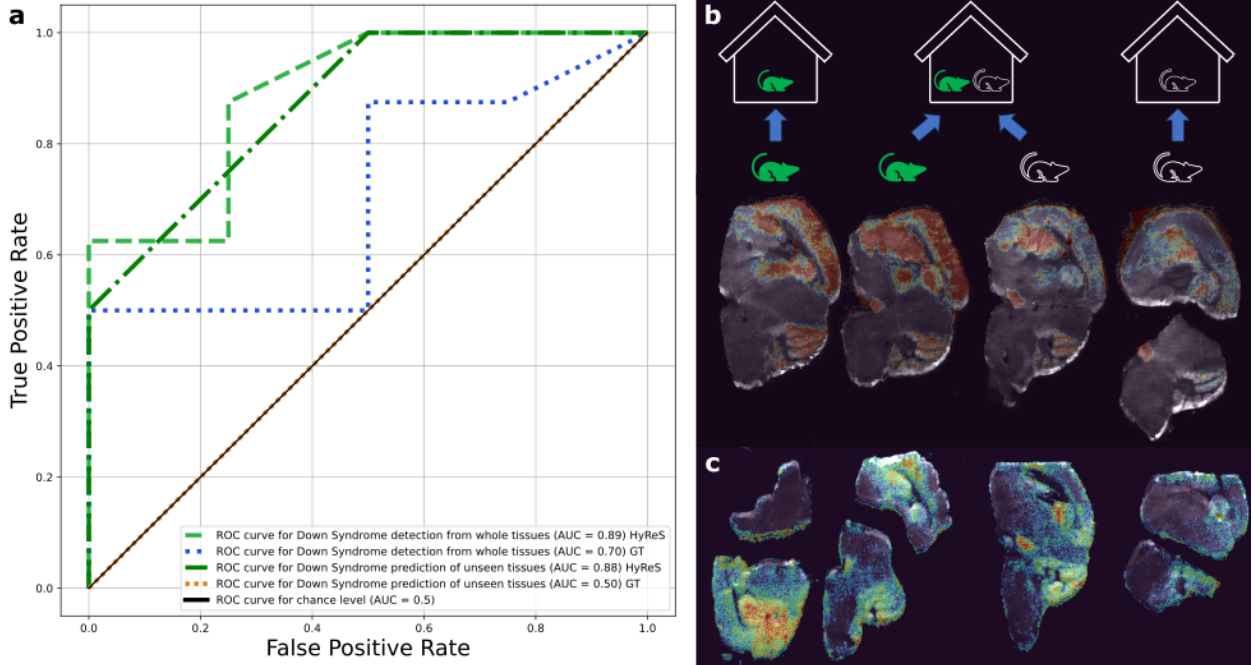 a
1.0
0.8
0.6
0.4
0.2
0.0
True Positive Rate
ROC curve for Down Syndrome detection from whole tissues (AUC = 0.89) HyReS
ROC curve for Down Syndrome detection from whole tissues (AUC = 0.70) GT
ROC curve for Down Syndrome prediction of unseen tissues (AUC = 0.88) HyReS
ROC curve for Down Syndrome prediction of unseen tissues (AUC = 0.50) GT
ROC curve for chance level (AUC = 0.5)
0.0 0.2 0.4 0.6 0.8 1.0
False Positive Rate
b
c